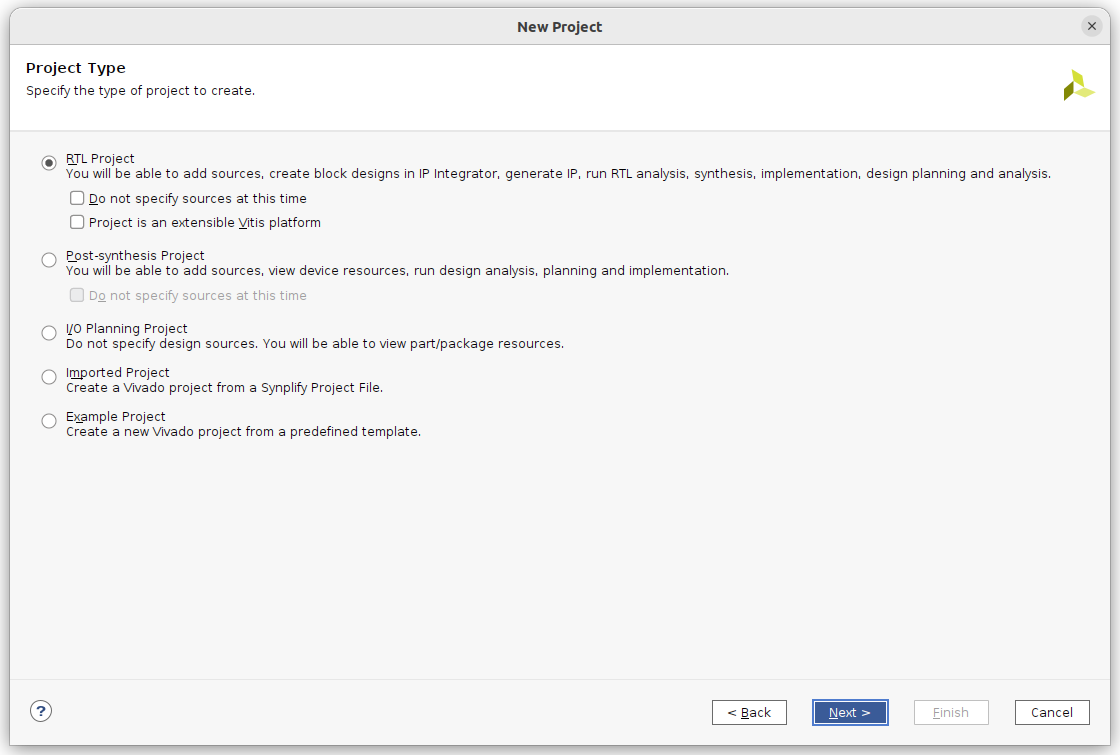 New Project
Project Type
Specify the type of project to create.
RTL Project
You will be able to add sources, create block designs in IP Integrator, generate IP, run RTL analysis, synthesis, implementation, design planning and analysis.
Do not specify sources at this time
Project is an extensible Vitis platform
Post-synthesis Project
You will be able to add sources, view device resources, run design analysis, planning and implementation.
Do not specify sources at this time
I/O Planning Project
Do not specify design sources. You will be able to view part/package resources.
Imported Project
Create a Vivado project from a Synplify Project File.
Example Project
Create a new Vivado project from a predefined template.
? < Back Next > Finish Cancel